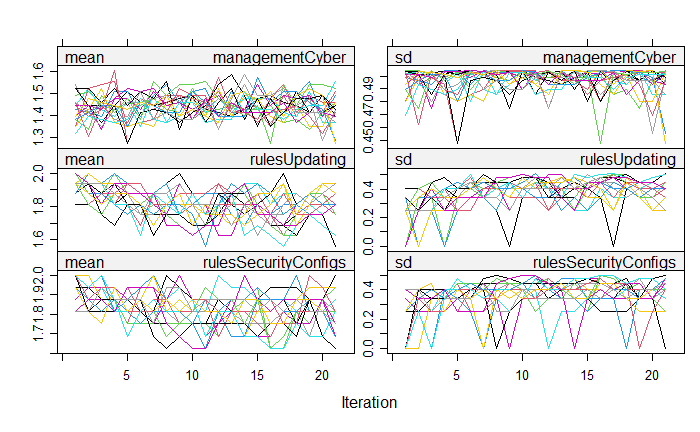 mean managementCyber
sd managementCyber
1.3 1.4 1.5 1.6
0.45 0.47 0.49
mean rulesUpdating
sd rulesUpdating
1.6 1.8 2.0
0.0 0.2 0.4
mean rulesSecurityConfigs
sd rulesSecurityConfigs
1.7 1.8 1.9 2.0
0.0 0.2 0.4
5 10 15 20
5 10 15 20
Iteration